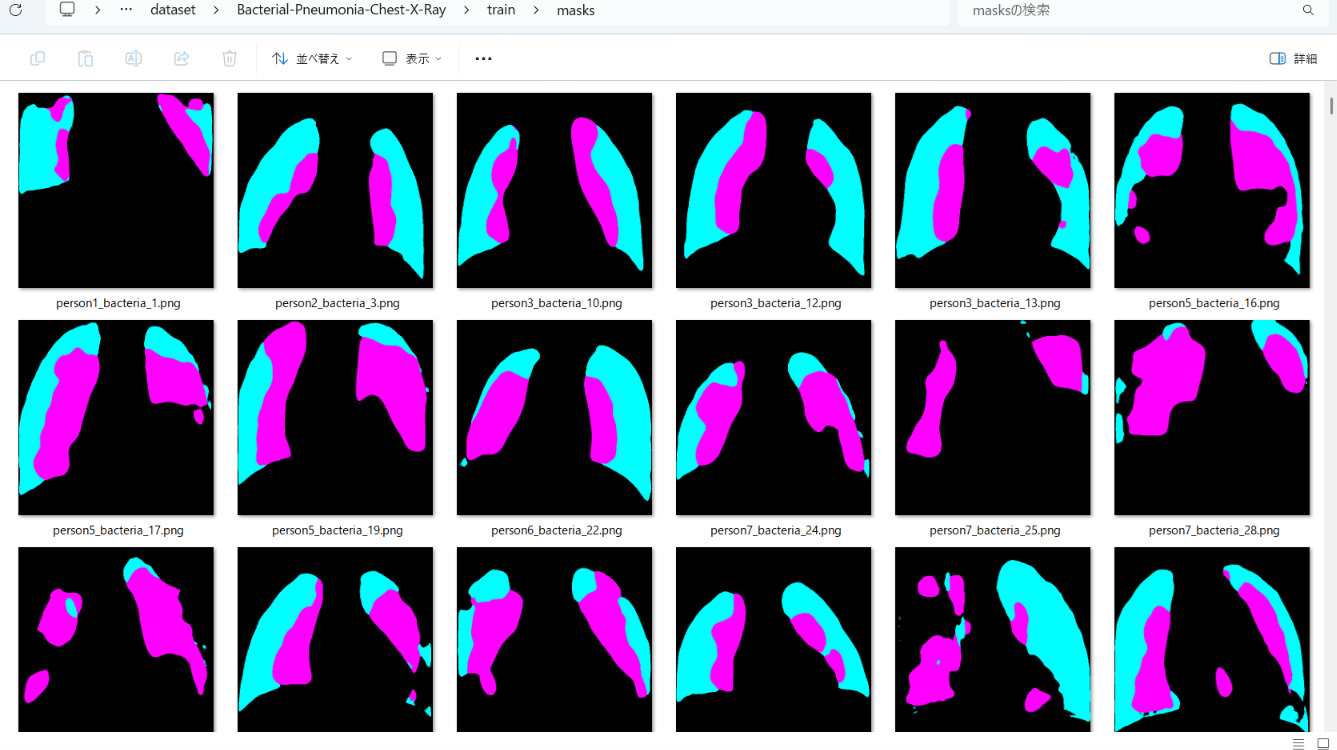 … dataset > Bacterial-Pneumonia-Chest-X-Ray > train > masks
masksの検索
並べ替え 表示 … 詳細
person1_bacteria_1.png person2_bacteria_3.png person3_bacteria_10.png person3_bacteria_12.png person3_bacteria_13.png person5_bacteria_16.png
person5_bacteria_17.png person5_bacteria_19.png person6_bacteria_22.png person7_bacteria_24.png person7_bacteria_25.png person7_bacteria_28.png